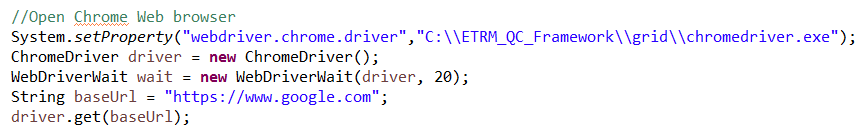 //Open Chrome Web browser
System.setProperty("webdriver.chrome.driver","C:\\ETRM_QC_Framework\\grid\\chromedriver.exe");
ChromeDriver driver = new ChromeDriver();
WebDriverWait wait = new WebDriverWait(driver, 20);
String baseUrl = "https://www.google.com";
driver.get(baseUrl);